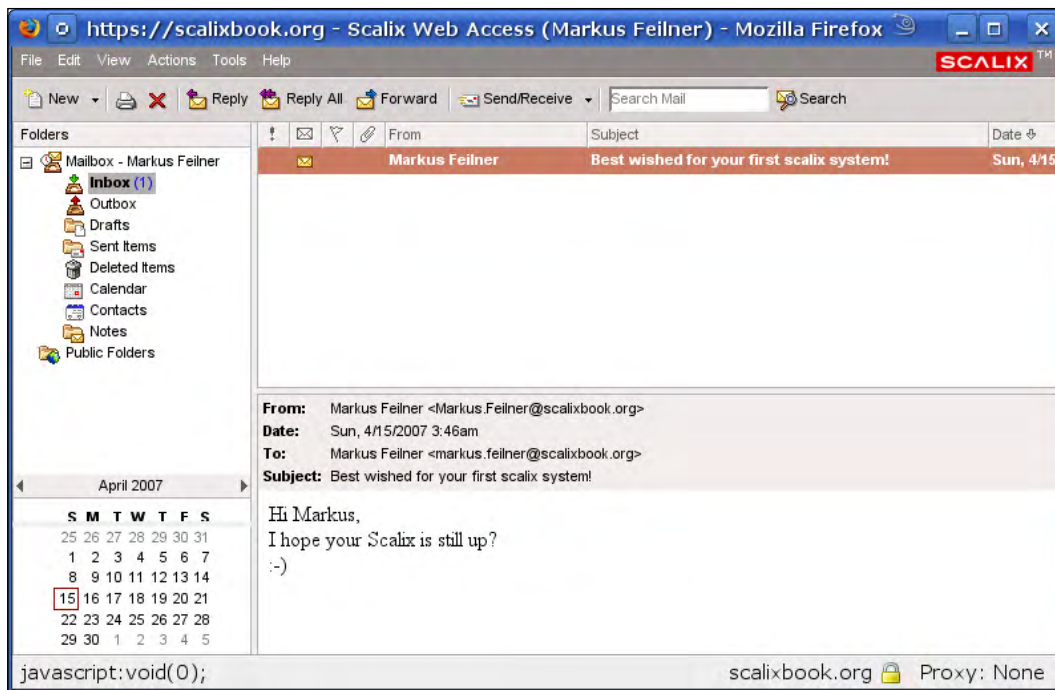 https://scalixbook.org - Scalix Web Access (Markus Feilner) - Mozilla Firefox
File Edit View Actions Tools Help
SCALIX TM
New Reply Reply All Forward Send/Receive Search Mail Search
Folders
! From Subject Date
Mailbox - Markus Feilner
Inbox (1)
Outbox
Drafts
Sent Items
Deleted Items
Calendar
Contacts
Notes
Public Folders
Markus Feilner Best wished for your first scalix system! Sun, 4/15
From: Markus Feilner <Markus.Feilner@scalixbook.org>
Date: Sun, 4/15/2007 3:46am
To: Markus Feilner <markus.feilner@scalixbook.org>
Subject: Best wished for your first scalix system!
Hi Markus,
I hope your Scalix is still up?
:-)
April 2007
S M T W T F S
25 26 27 28 29 30 31
1 2 3 4 5 6 7
8 9 10 11 12 13 14
15 16 17 18 19 20 21
22 23 24 25 26 27 28
29 30 1 2 3 4 5
javascript:void(0);
scalixbook.org Proxy: None